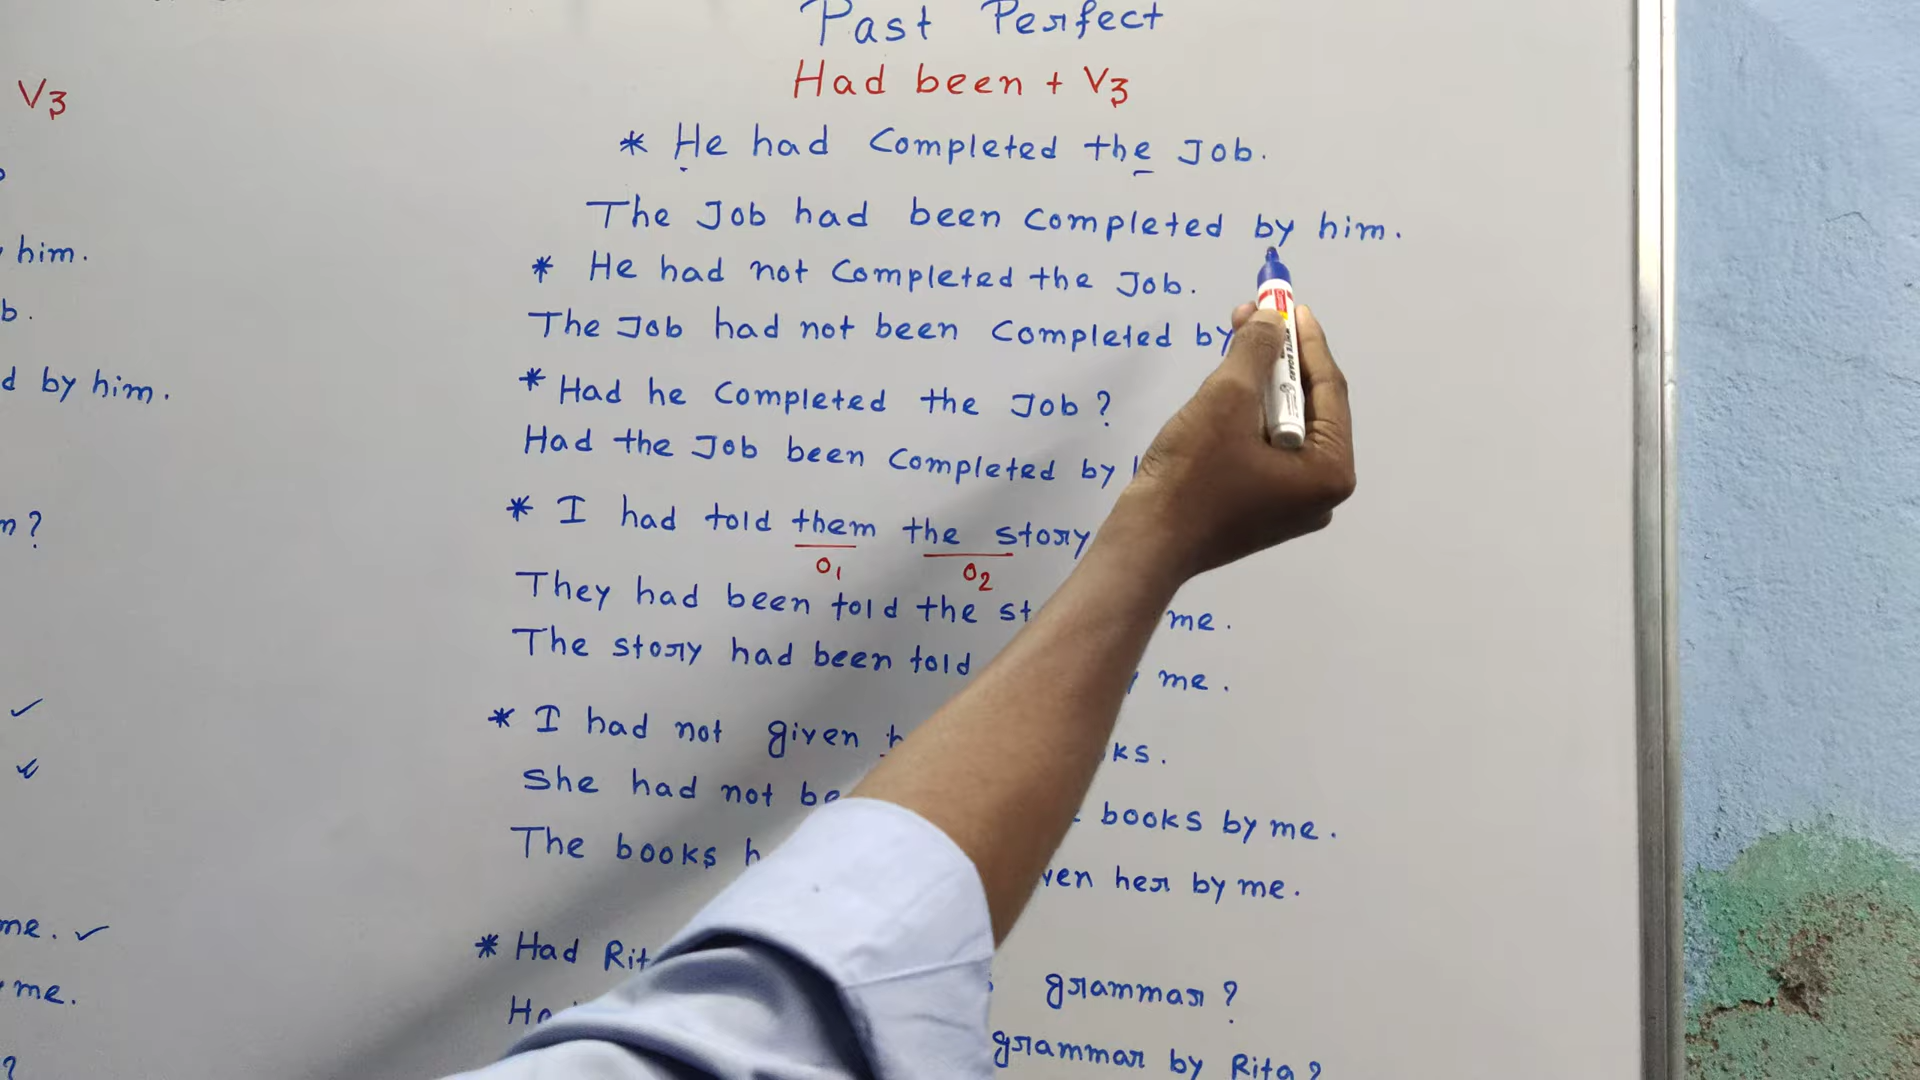 Past Perfect
Had been + V3
V3
* He had Completed the Job.
The Job had been Completed by him.
him.
* He had not Completed the Job.
b.
The Job had not been Completed by
d by him.
* Had he Completed the Job?
Had the Job been Completed by
* I had told them the story
n?
O1 O2
They had been told the me.
The story had been told me.
* I had not given
ks.
She had not books by me.
The books her by me.
me.
* Had grammar?
me.
grammar by Rita?
?